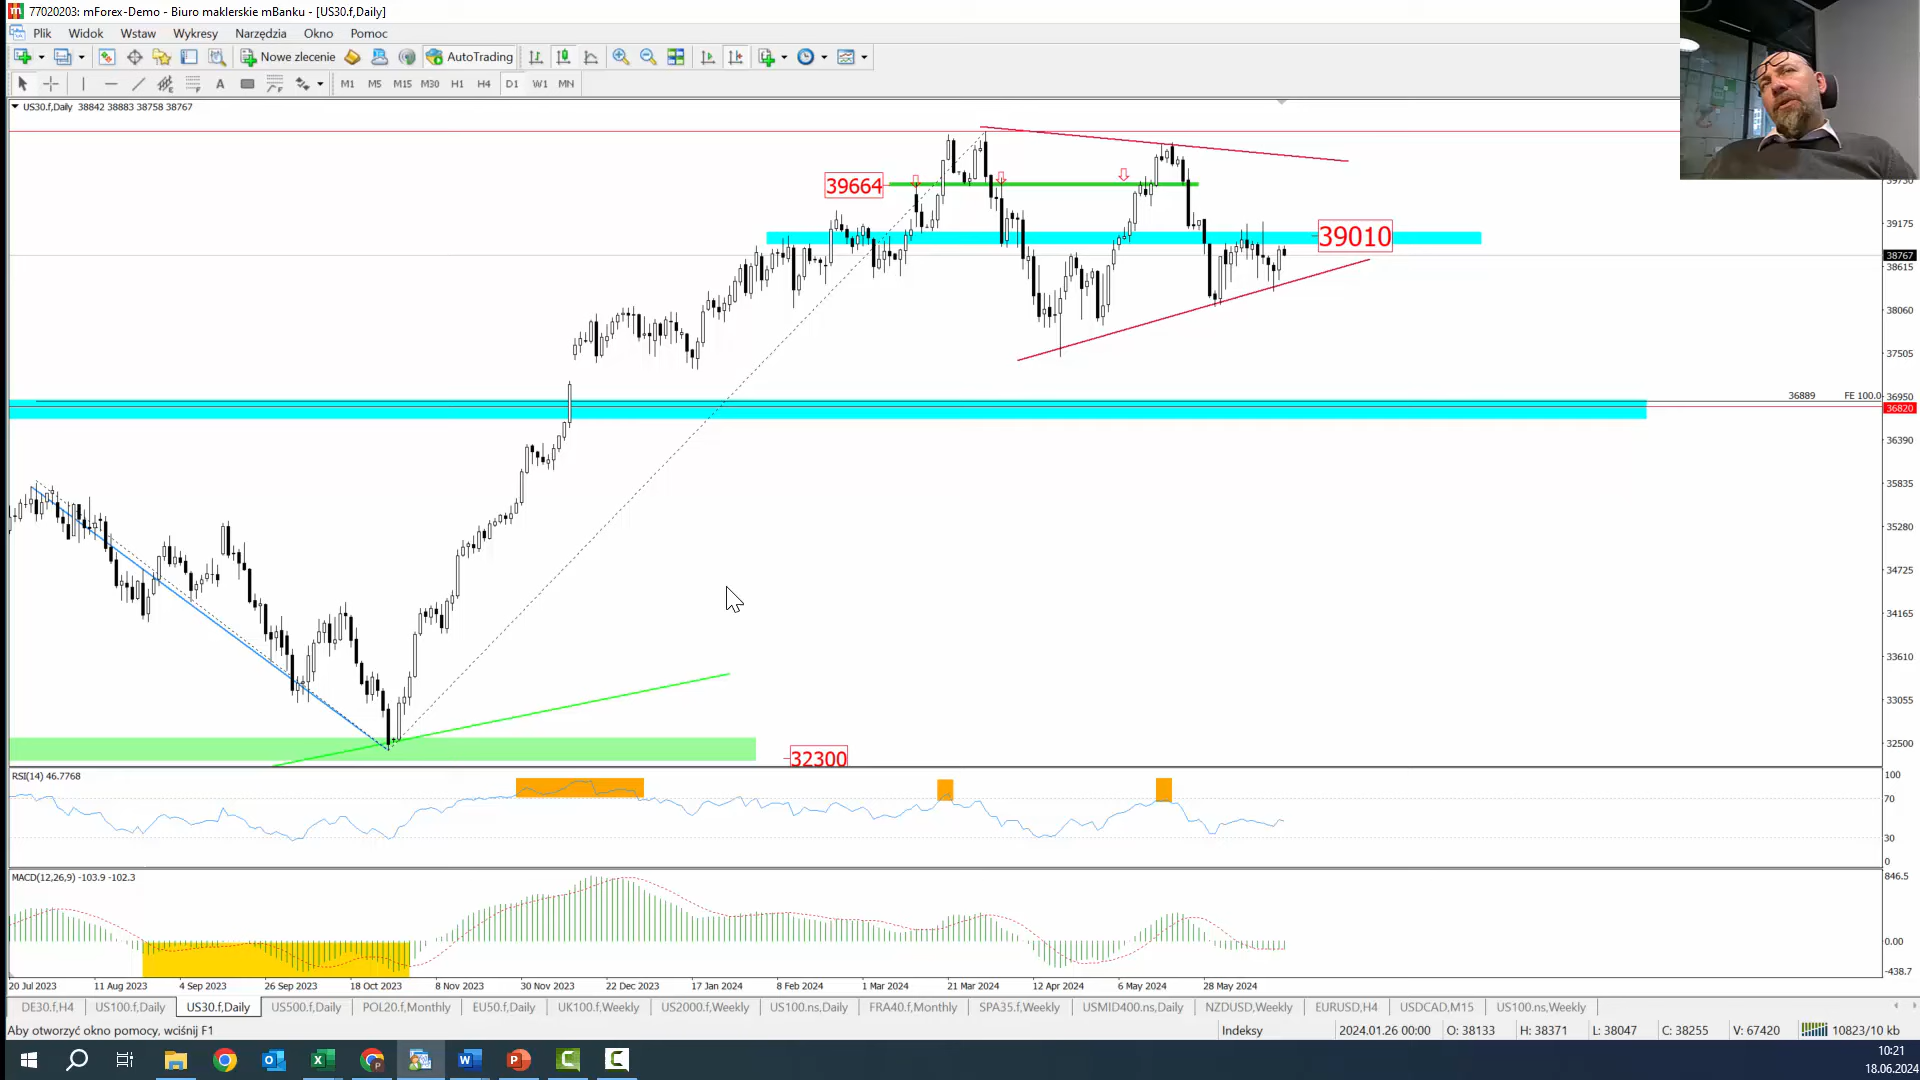 77020203: mForex-Demo - Biuro maklerskie mBanku - [US30.f,Daily]
Plik Widok Wstaw Wykresy Narzędzia Okno Pomoc
Nowe zlecenie AutoTrading
A M1 M5 M15 M30 H1 H4 D1 W1 MN
US30.f,Daily 38842 38883 38758 38767
39664
39010
39175
38767
38615
38060
37505
36889 FE 100.0
36950
36820
36390
35835
35280
34725
34165
33610
33055
32500
32300
RSI(14) 46.7768
100
70
30
0
MACD(12,26,9) -103.9 -102.3
846.5
0.00
-438.7
20 Jul 2023 11 Aug 2023 4 Sep 2023 26 Sep 2023 18 Oct 2023 8 Nov 2023 30 Nov 2023 22 Dec 2023 17 Jan 2024 8 Feb 2024 1 Mar 2024 21 Mar 2024 12 Apr 2024 6 May 2024 28 May 2024
DE30.f,H4 US100.f,Daily US30.f,Daily US500.f,Daily POL20.f,Monthly EU50.f,Daily UK100.f,Weekly US2000.f,Weekly US100.ns,Daily FRA40.f,Monthly SPA35.f,Weekly USMID400.ns,Daily NZDUSD,Weekly EURUSD,H4 USDCAD,M15 US100.ns,Weekly
Aby otworzyć okno pomocy, wciśnij F1 Indeksy 2024.01.26 00:00 O: 38133 H: 38371 L: 38047 C: 38255 V: 67420 10823/10 kb
10:21
18.06.2024